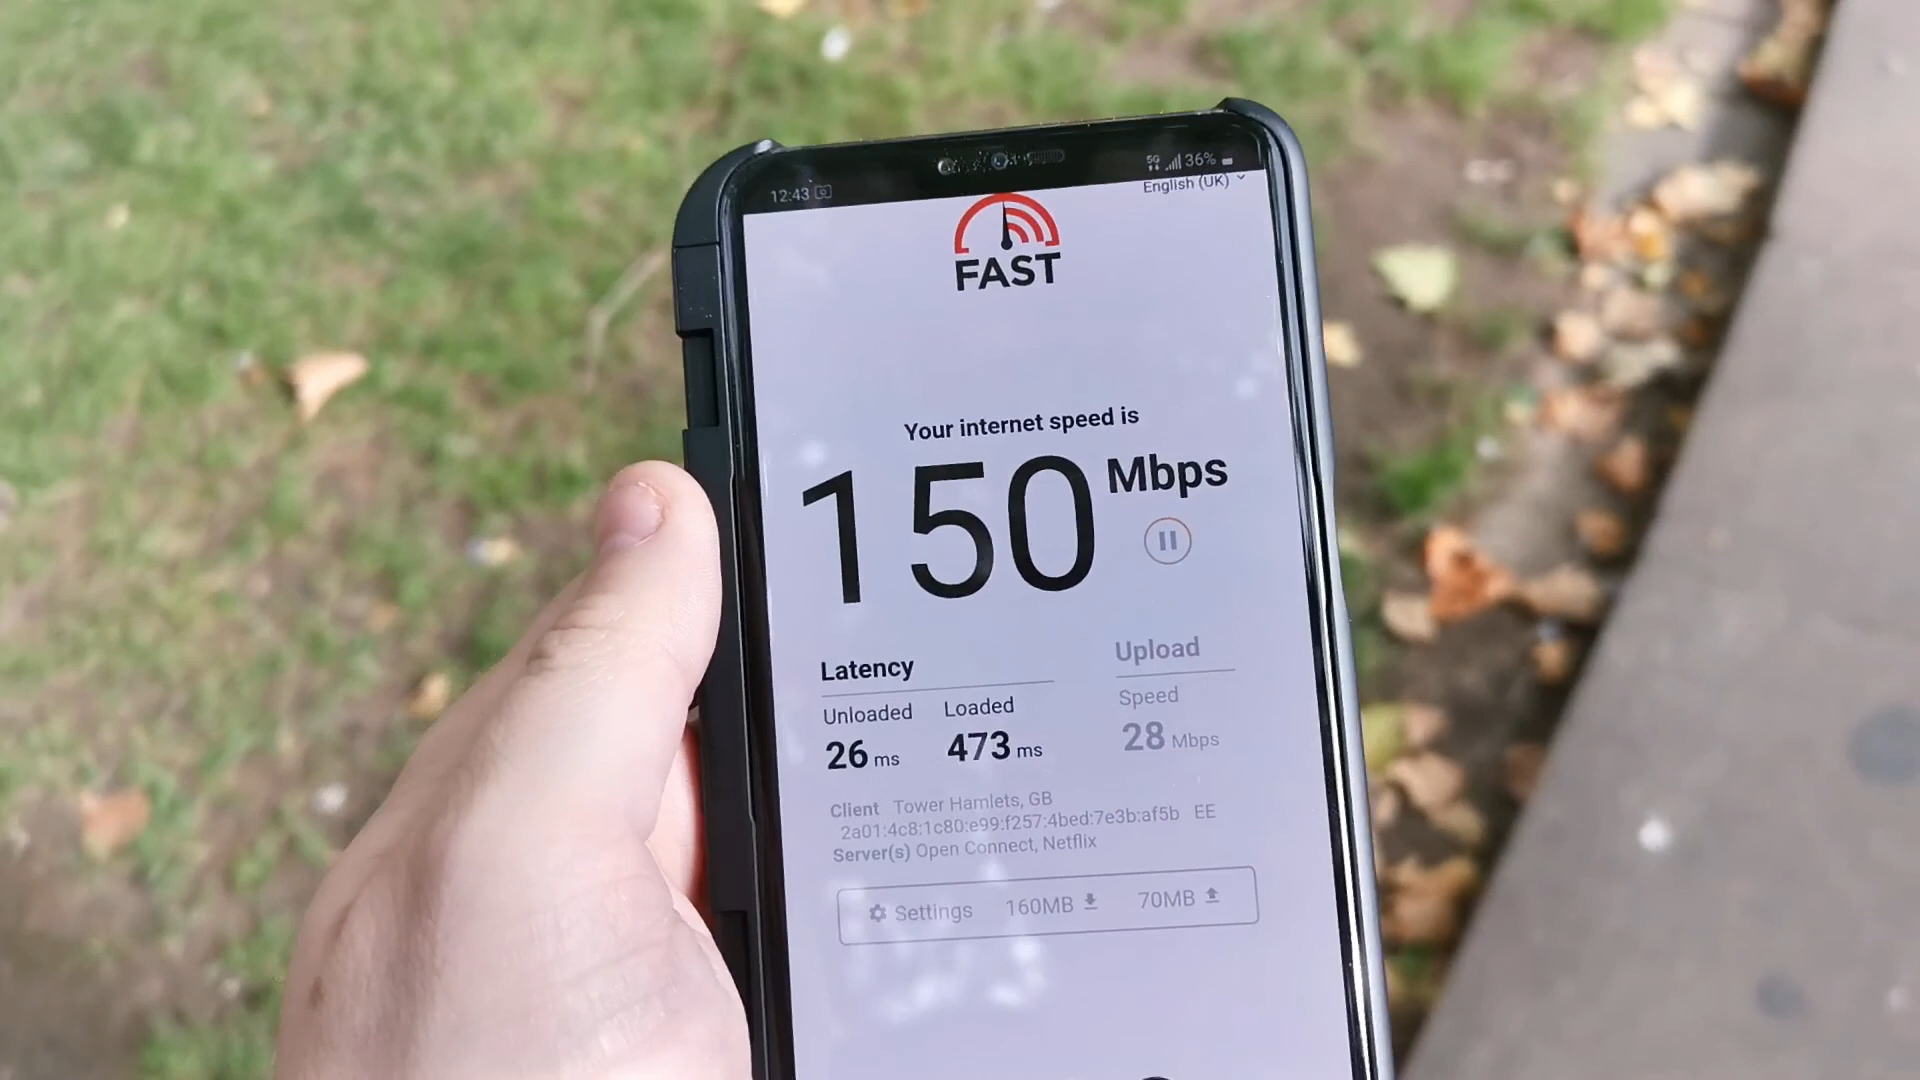 12:43 5G 36%
English (UK)
FAST
Your internet speed is
150 Mbps
Latency Upload
Unloaded Loaded Speed
26 ms 473 ms 28 Mbps
Client Tower Hamlets, GB
2a01:4c8:1c80:e99:f257:4bed:7e3b:af5b EE
Server(s) Open Connect, Netflix
Settings 160MB 70MB